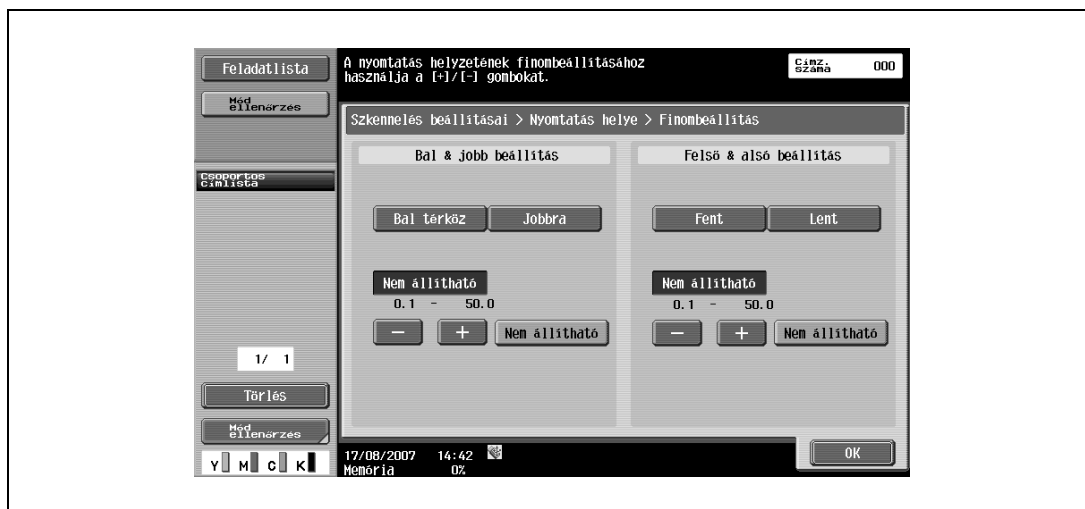 Feladatlista
Mód
ellenőrzés
Csoportos
címlista
1/ 1
Törlés
Mód
ellenőrzés
Y M C K
A nyomtatás helyzetének finombeállításához
használja a [+]/[-] gombokat.
Címz.
száma 000
Szkennelés beállításai > Nyomtatás helye > Finombeállítás
Bal & jobb beállítás
Bal térköz Jobbra
Nem állítható
0.1 - 50.0
- + Nem állítható
Felső & alsó beállítás
Fent Lent
Nem állítható
0.1 - 50.0
- + Nem állítható
17/08/2007 14:42
Memória 0%
OK